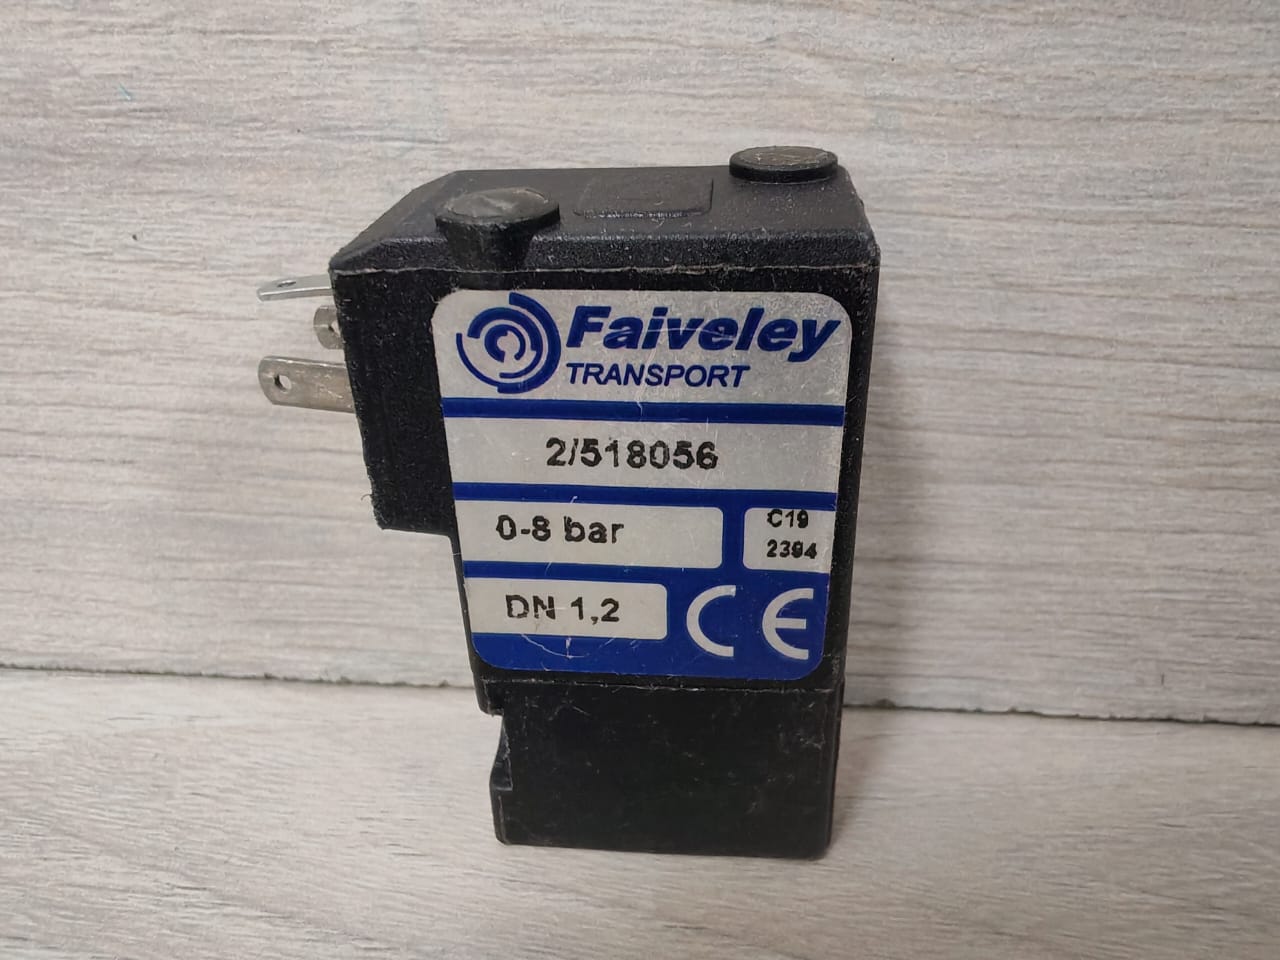 Faiveley
TRANSPORT
2/518056
0-8 bar
C19
2394
DN 1,2
CE